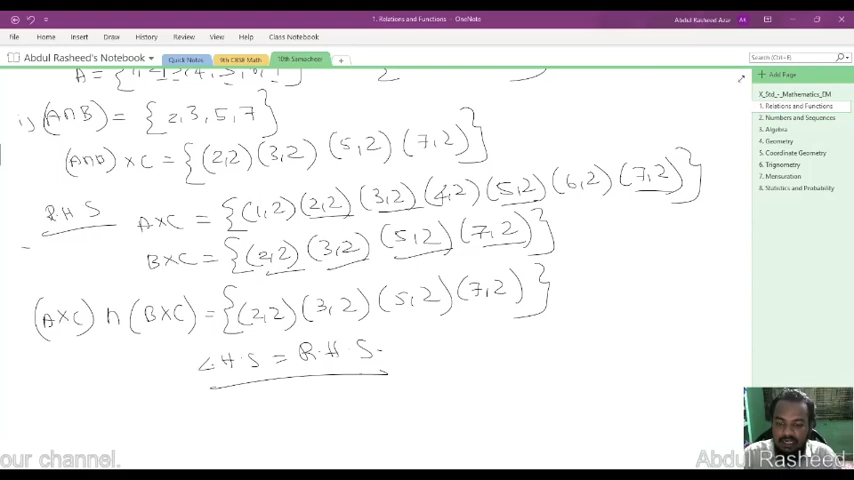 1. Relations and Functions - OneNote
Abdul Rasheed Azar AR
File Home Insert Draw History Review View Help Class Notebook
Abdul Rasheed's Notebook Quick Notes 9th CBSE Math 10th Samacheer +
Search (Ctrl+E)
Add Page
X_Std_-_Mathematics_EM
1. Relations and Functions
2. Numbers and Sequences
3. Algebra
4. Geometry
5. Coordinate Geometry
6. Trignometry
7. Mensuration
8. Statistics and Probability
(A∩B) = {2,3,5,7}
(A∩B) × C = {(2,2) (3,2) (5,2) (7,2)}
R.H.S A×C = {(1,2) (2,2) (3,2) (4,2) (5,2) (6,2) (7,2)}
B×C = {(2,2) (3,2) (5,2) (7,2)}
(A×C) ∩ (B×C) = {(2,2) (3,2) (5,2) (7,2)}
L.H.S = R.H.S.
our channel.
Abdul Rasheed